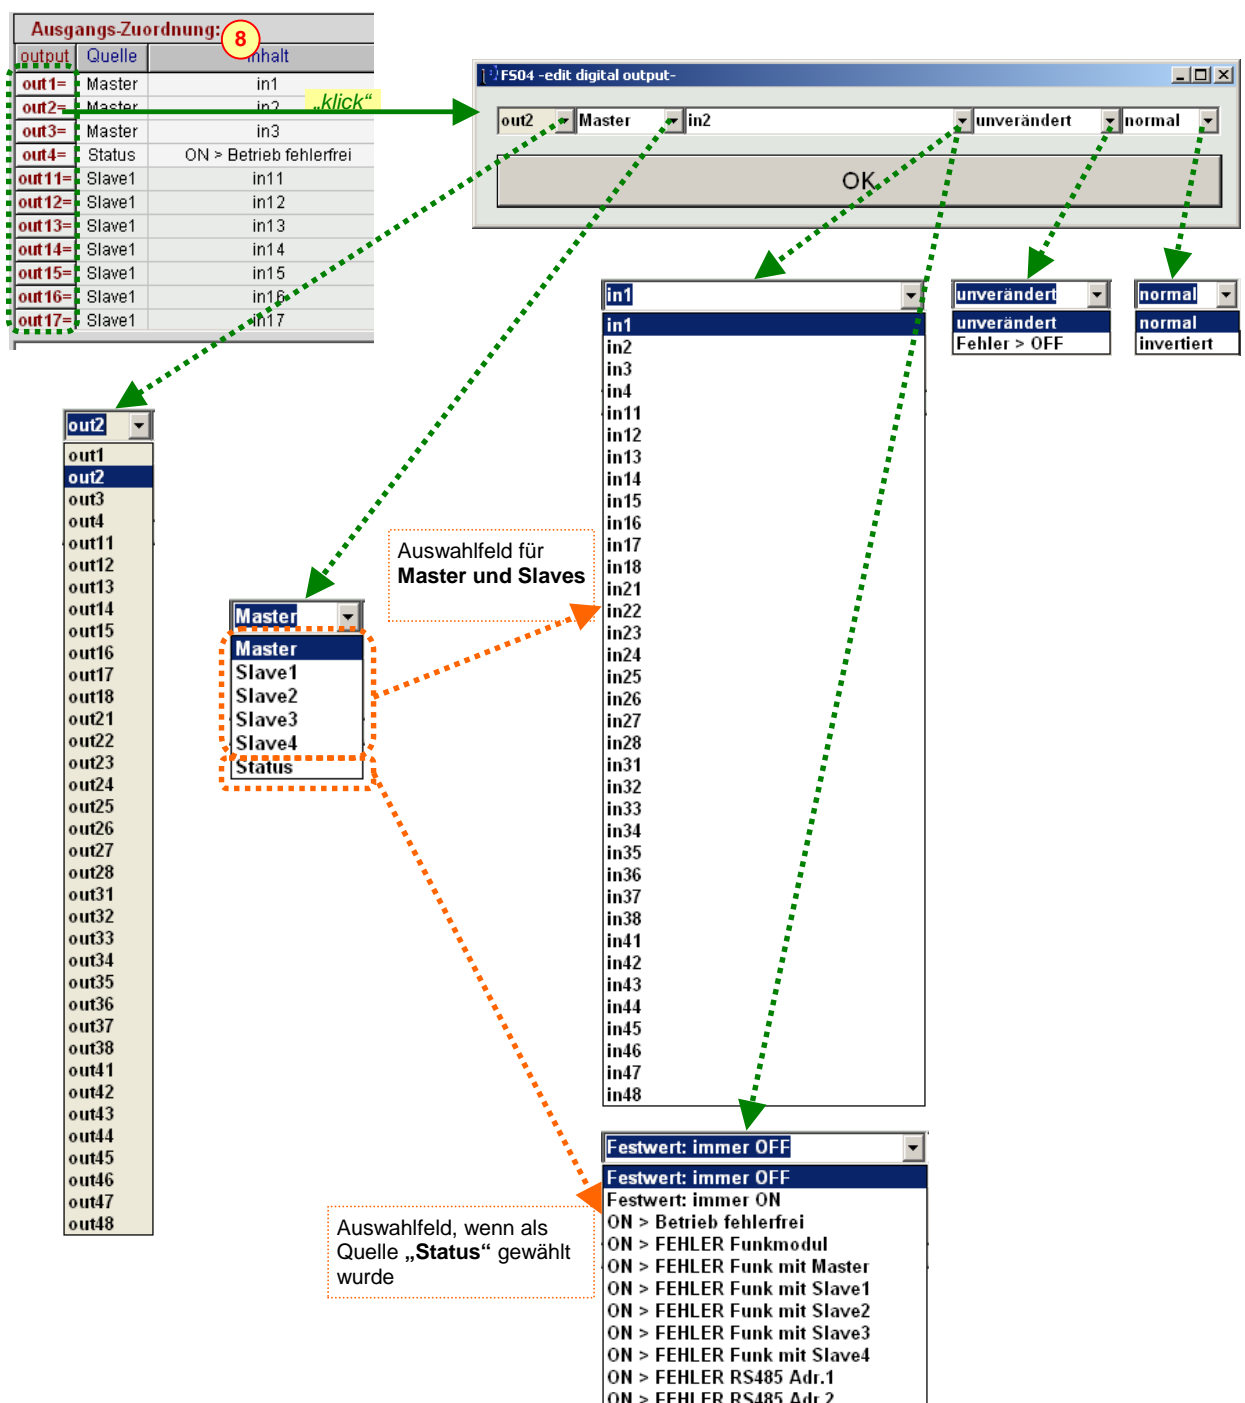 Ausgangs-Zuordnung:
8
output Quelle Inhalt
out1= Master in1
out2= Master in2
„klick“
out3= Master in3
out4= Status ON > Betrieb fehlerfrei
out11= Slave1 in11
out12= Slave1 in12
out13= Slave1 in13
out14= Slave1 in14
out15= Slave1 in15
out16= Slave1 in16
out17= Slave1 in17
FS04 -edit digital output-
out2 Master in2 unverändert normal
OK
out2
out1
out2
out3
out4
out11
out12
out13
out14
out15
out16
out17
out18
out21
out22
out23
out24
out25
out26
out27
out28
out31
out32
out33
out34
out35
out36
out37
out38
out41
out42
out43
out44
out45
out46
out47
out48
Master
Master
Slave1
Slave2
Slave3
Slave4
Status
Auswahlfeld für
Master und Slaves
in1
in1
in2
in3
in4
in11
in12
in13
in14
in15
in16
in17
in18
in21
in22
in23
in24
in25
in26
in27
in28
in31
in32
in33
in34
in35
in36
in37
in38
in41
in42
in43
in44
in45
in46
in47
in48
unverändert
unverändert
Fehler > OFF
normal
normal
invertiert
Auswahlfeld, wenn als
Quelle „Status“ gewählt
wurde
Festwert: immer OFF
Festwert: immer OFF
Festwert: immer ON
ON > Betrieb fehlerfrei
ON > FEHLER Funkmodul
ON > FEHLER Funk mit Master
ON > FEHLER Funk mit Slave1
ON > FEHLER Funk mit Slave2
ON > FEHLER Funk mit Slave3
ON > FEHLER Funk mit Slave4
ON > FEHLER RS485 Adr.1
ON > FEHLER RS485 Adr.2